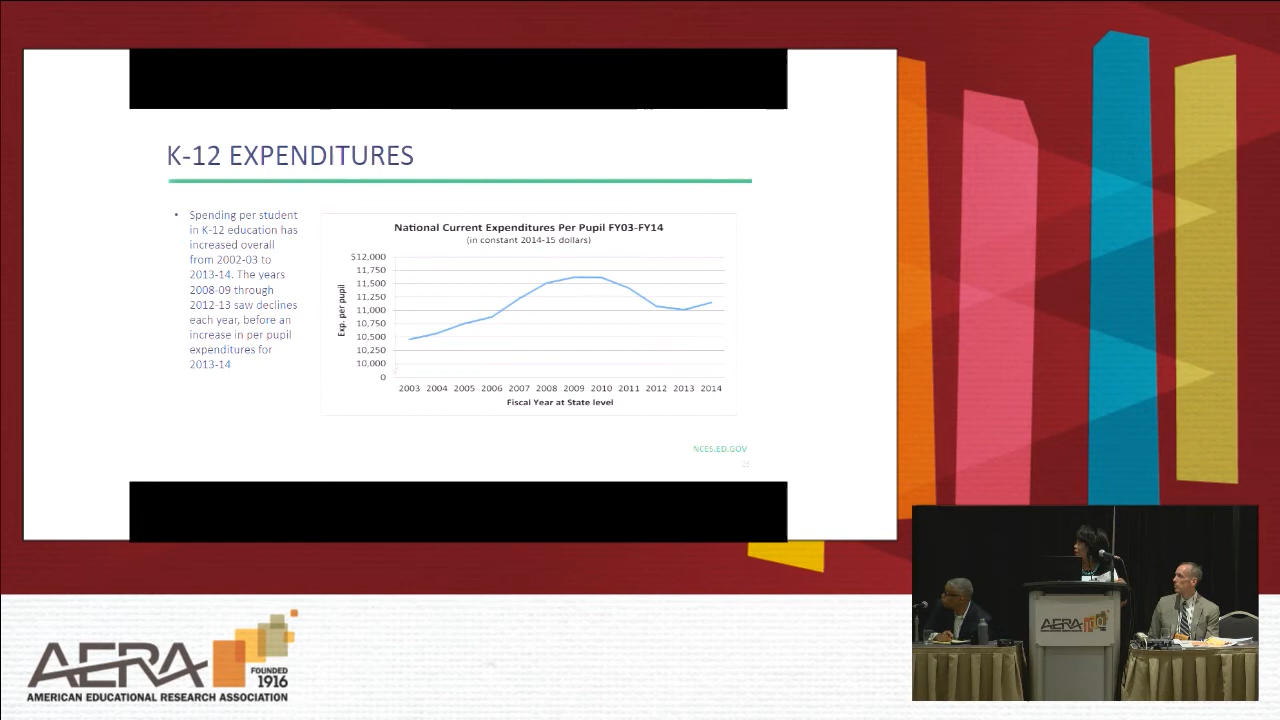 K-12 EXPENDITURES
• Spending per student
in K-12 education has
increased overall
from 2002-03 to
2013-14. The years
2008-09 through
2012-13 saw declines
each year, before an
increase in per pupil
expenditures for
2013-14
National Current Expenditures Per Pupil FY03-FY14
(in constant 2014-15 dollars)
Exp. per pupil
$12,000
11,750
11,500
11,250
11,000
10,750
10,500
10,250
10,000
0
2003 2004 2005 2006 2007 2008 2009 2010 2011 2012 2013 2014
Fiscal Year at State level
NCES.ED.GOV
AERA
FOUNDED
1916
AMERICAN EDUCATIONAL RESEARCH ASSOCIATION
AERA